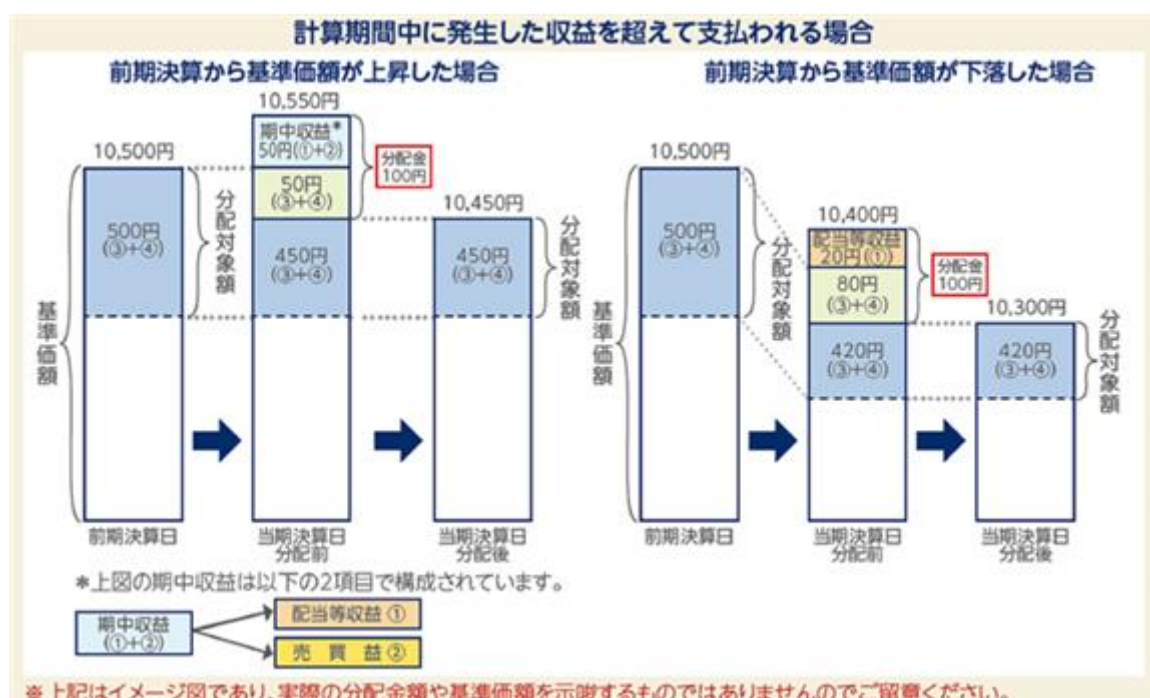 計算期間中に発生した収益を超えて支払われる場合
前期決算から基準価額が上昇した場合
10,550円
期中収益*
50円(①+②)
10,500円
分配金
100円
50円
(③+④)
10,450円
500円
(③+④)
分配対象額
450円
(③+④)
450円
(③+④)
分配対象額
基準価額
前期決算日
当期決算日
分配前
当期決算日
分配後
前期決算から基準価額が下落した場合
10,500円
10,400円
配当等収益
20円(①)
分配金
100円
500円
(③+④)
分配対象額
80円
(③+④)
10,300円
420円
(③+④)
420円
(③+④)
分配対象額
基準価額
前期決算日
当期決算日
分配前
当期決算日
分配後
*上図の期中収益は以下の2項目で構成されています。
期中収益
(①+②)
配当等収益 ①
売買益 ②
※上記はイメージ図であり、実際の分配金額や基準価額を示唆するものではありませんのでご留意ください。